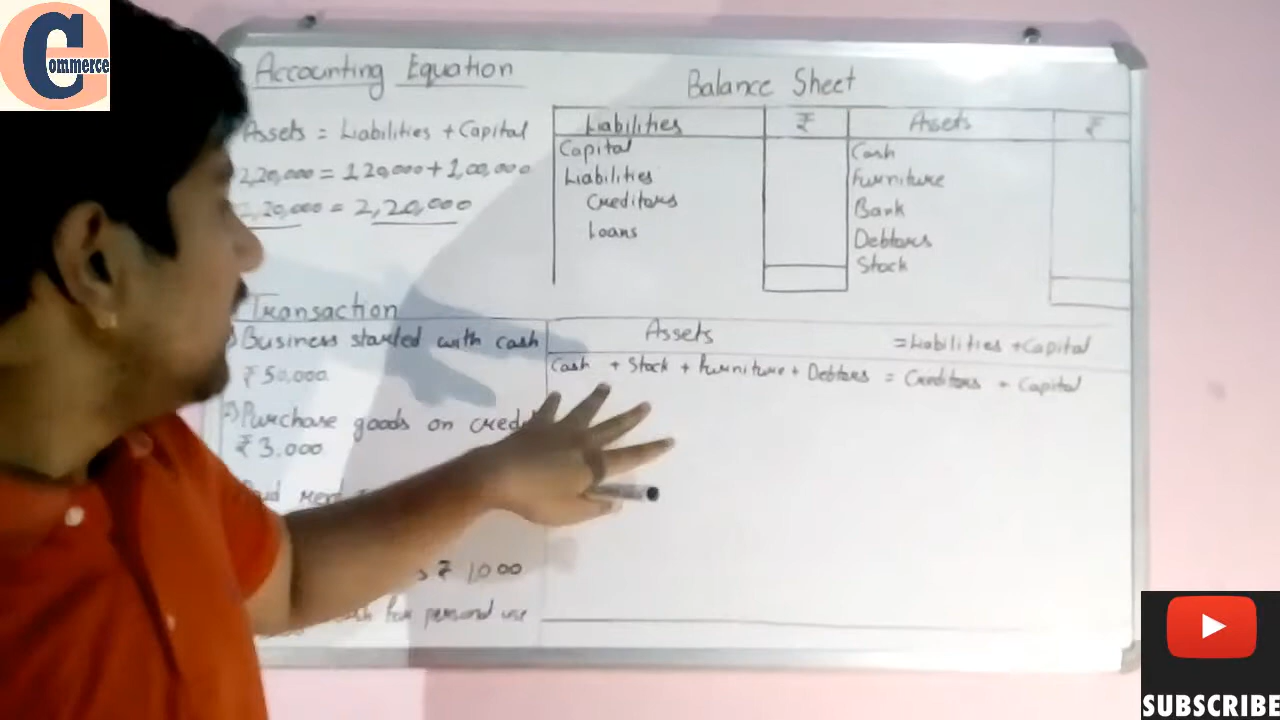 Commerce
Accounting Equation
Assets = Liabilities + Capital
2,20,000 = 1,20,000 + 1,00,000
2,20,000 = 2,20,000
Balance Sheet
Liabilities ₹ Assets ₹
Capital Cash
Liabilities Furniture
Creditors Bank
Loans Debtors
Stock
Transaction
Assets = Liabilities + Capital
Cash + Stock + Furniture + Debtors = Creditors + Capital
1) Business started with cash
₹ 50,000
2) Purchase goods on
₹ 3,000
₹ 1,000
for personal use
SUBSCRIBE